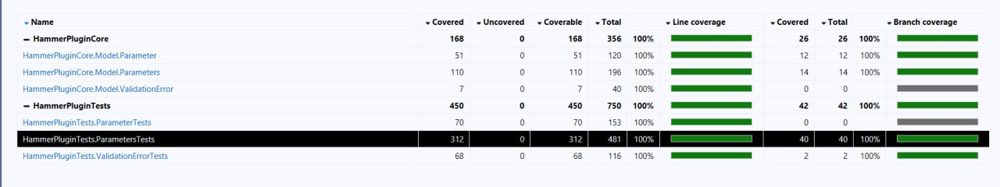 Name Covered Uncovered Coverable Total Line coverage Covered Total Branch coverage
HammerPluginCore 168 0 168 356 100% 26 26 100%
HammerPluginCore.Model.Parameter 51 0 51 120 100% 12 12 100%
HammerPluginCore.Model.Parameters 110 0 110 196 100% 14 14 100%
HammerPluginCore.Model.ValidationError 7 0 7 40 100% 0 0
HammerPluginTests 450 0 450 750 100% 42 42 100%
HammerPluginTests.ParameterTests 70 0 70 153 100% 0 0
HammerPluginTests.ParametersTests 312 0 312 481 100% 40 40 100%
HammerPluginTests.ValidationErrorTests 68 0 68 116 100% 2 2 100%